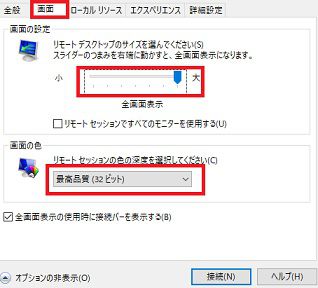 全般 画面 ローカル リソース エクスペリエンス 詳細設定
画面の設定
リモート デスクトップのサイズを選んでください(S)
スライダーのつまみを右端に動かすと、全画面表示になります。
小 大
全画面表示
リモート セッションですべてのモニターを使用する(U)
画面の色
リモート セッションの色の深度を選択してください(C)
最高品質 (32 ビット)
全画面表示の使用時に接続バーを表示する(B)
オプションの非表示(O) 接続(N) ヘルプ(H)